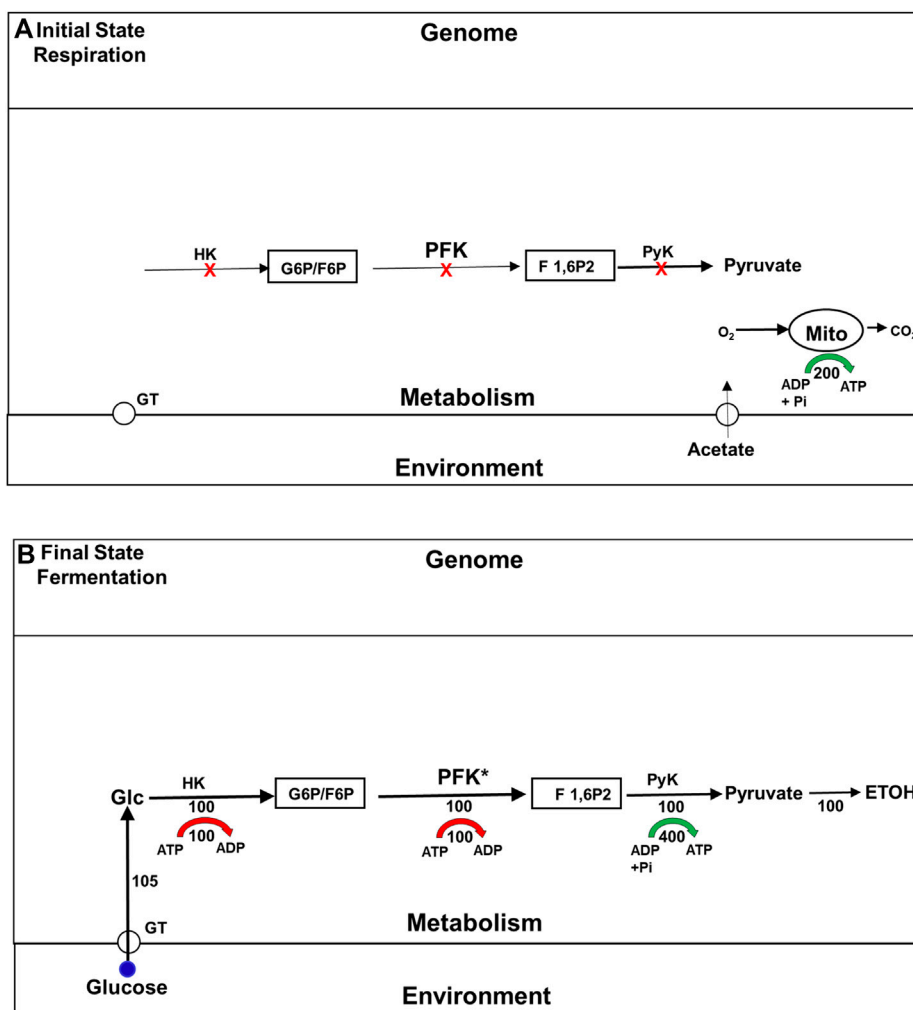 A Initial State
Respiration
Genome
HK
X
G6P/F6P
PFK
X
F 1,6P2
PyK
X
Pyruvate
O2
Mito
CO2
200
ADP
+ Pi
ATP
GT
Metabolism
Acetate
Environment
B Final State
Fermentation
Genome
Glc
HK
100
100
ATP
ADP
G6P/F6P
PFK*
100
100
ATP
ADP
F 1,6P2
PyK
100
400
ADP
+Pi
ATP
Pyruvate
100
ETOH
105
GT
Metabolism
Glucose
Environment